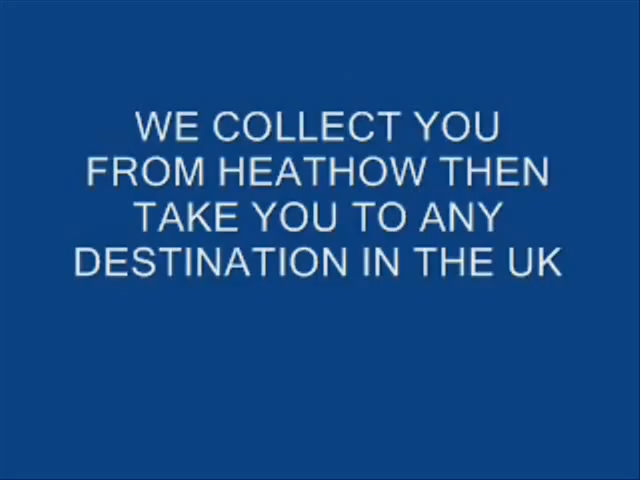 WE COLLECT YOU
FROM HEATHOW THEN
TAKE YOU TO ANY
DESTINATION IN THE UK